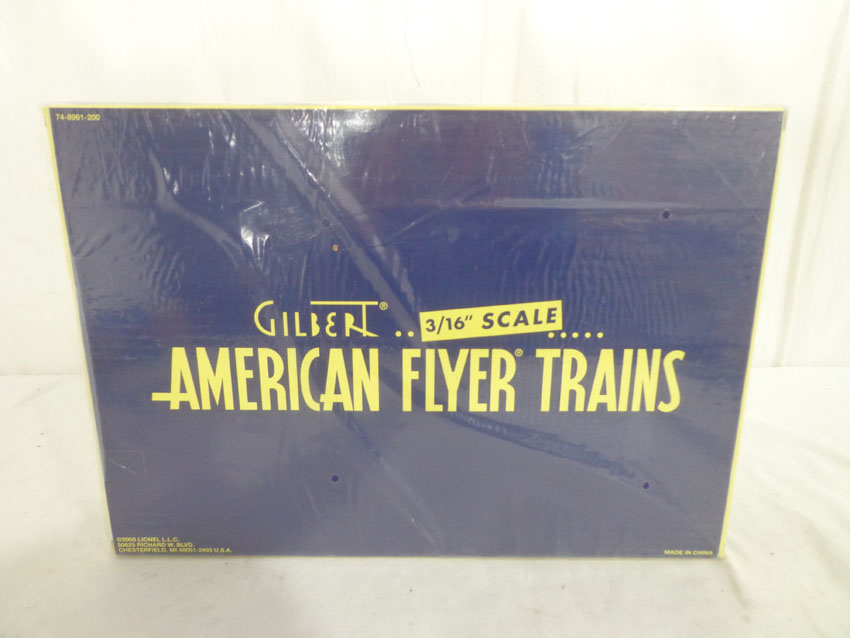 74-8961-200
GILBERT® .. 3/16" SCALE .....
AMERICAN FLYER® TRAINS
©2009 LIONEL L.L.C.
50625 RICHARD W. BLVD.
CHESTERFIELD, MI 48051-2493 U.S.A.
MADE IN CHINA